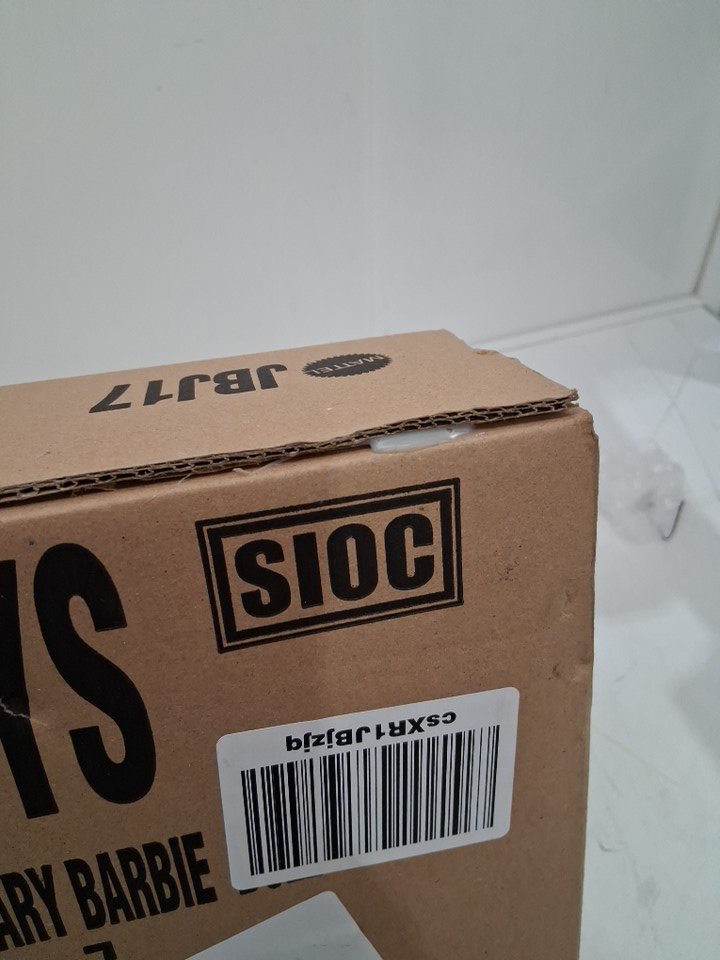 MATTEL
JBJ17
SIOC
YS
csXR1JBjzjq
ARY BARBIE